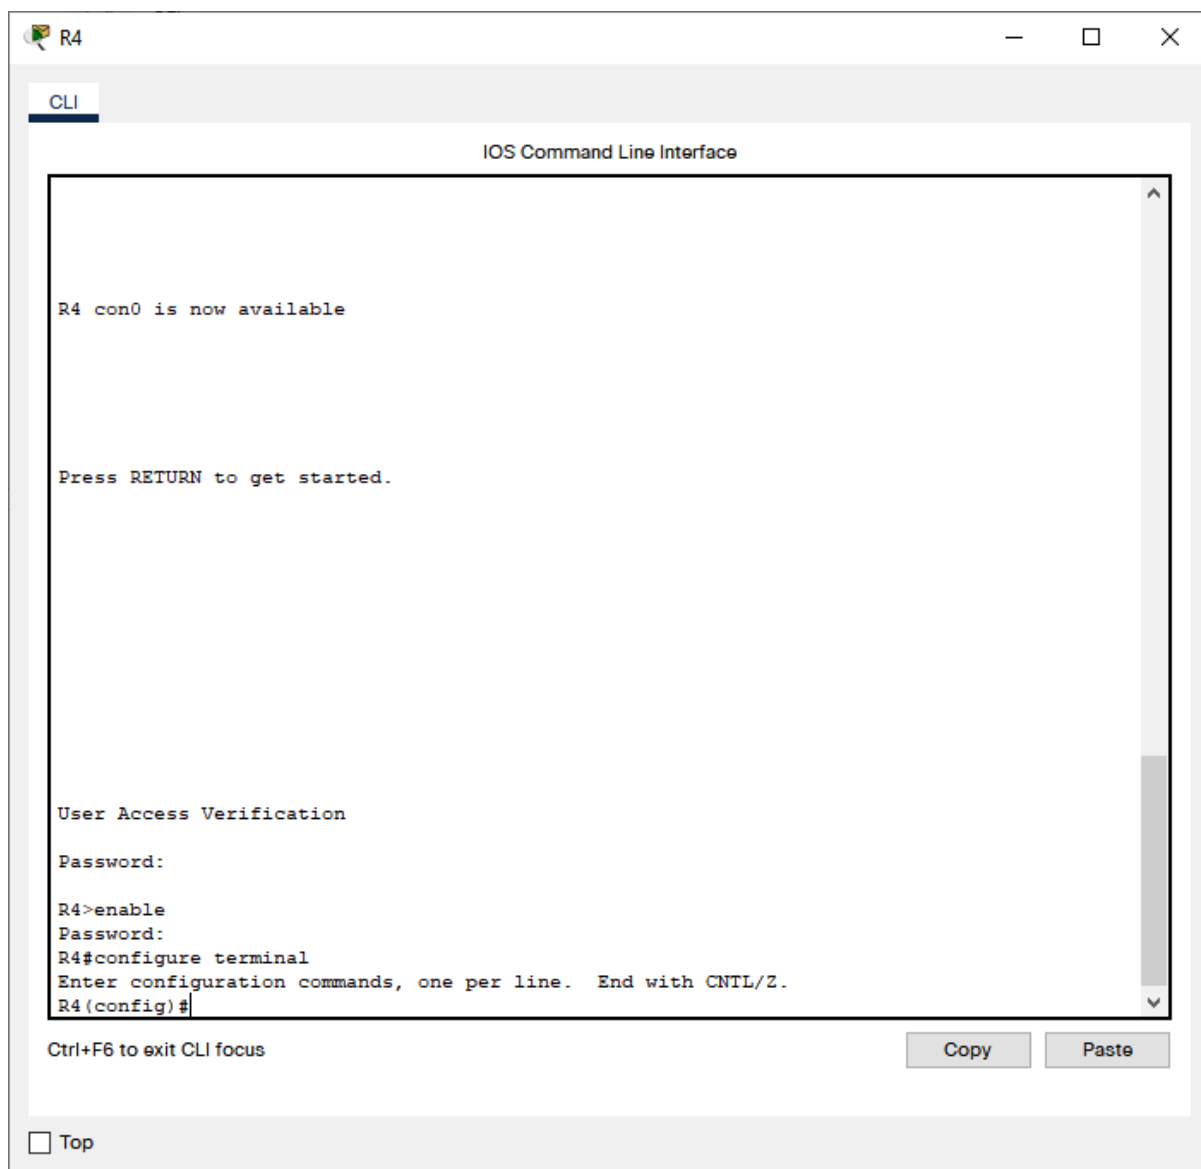 R4
CLI
IOS Command Line Interface
R4 con0 is now available
Press RETURN to get started.
User Access Verification
Password:
R4>enable
Password:
R4#configure terminal
Enter configuration commands, one per line.  End with CNTL/Z.
R4(config)#
Ctrl+F6 to exit CLI focus
Copy
Paste
Top